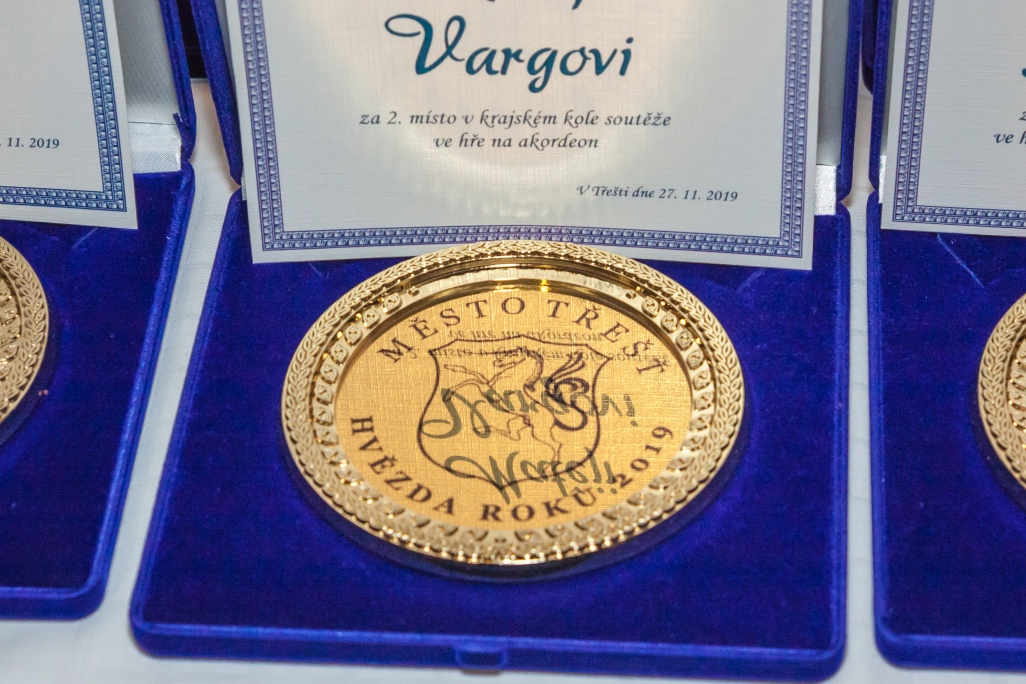 Vargovi
za 2. místo v krajském kole soutěže
ve hře na akordeon
V Třešti dne 27. 11. 2019
MĚSTO TŘEŠŤ
HVĚZDA ROKU 2019
. 11. 2019
ve h